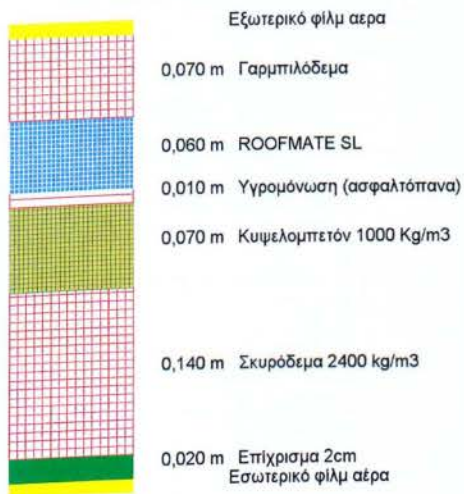 Εξωτερικό φίλμ αερα
0,070 m Γαρμπιλόδεμα
0,060 m ROOFMATE SL
0,010 m Υγρομόνωση (ασφαλτόπανα)
0,070 m Κυψελομπετόν 1000 Kg/m3
0,140 m Σκυρόδεμα 2400 kg/m3
0,020 m Επίχρισμα 2cm
Εσωτερικό φίλμ αέρα